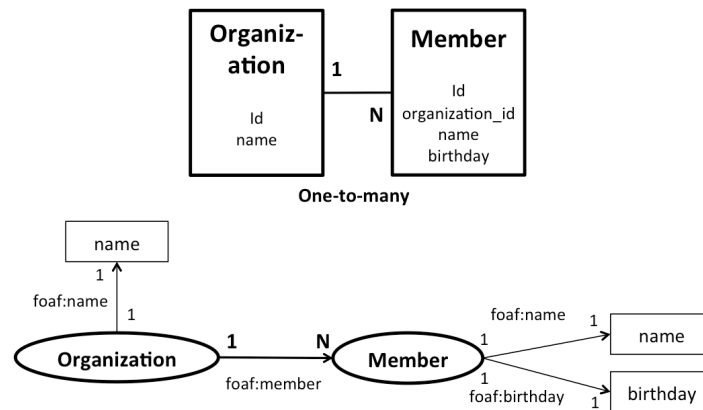 Organiz-
ation
Id
name
1
N
Member
Id
organization_id
name
birthday
One-to-many
name
1
foaf:name
1
Organization
1
N
foaf:member
Member
1
foaf:name
1
name
1
foaf:birthday
1
birthday